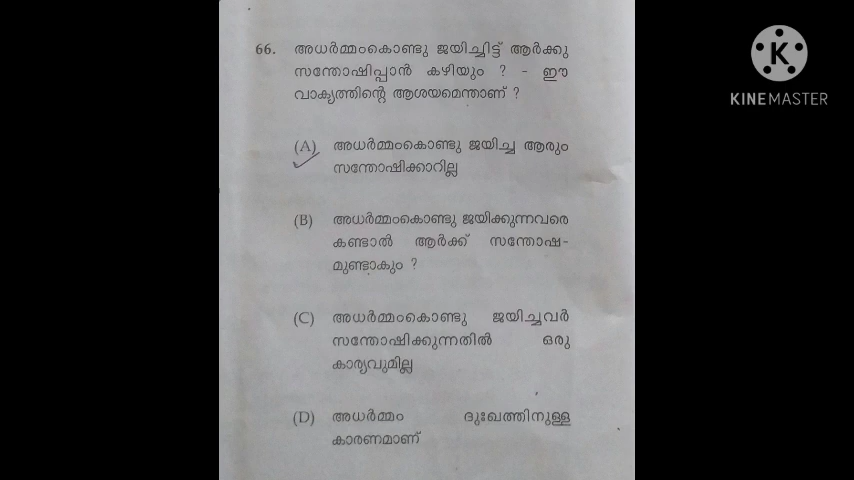 66. അധർമ്മംകൊണ്ടു ജയിച്ചിട്ട് ആർക്കു
സന്തോഷിപ്പാൻ കഴിയും ? - ഈ
വാക്യത്തിന്റെ ആശയമെന്താണ് ?
(A) അധർമ്മംകൊണ്ടു ജയിച്ച ആരും
സന്തോഷിക്കാറില്ല
(B) അധർമ്മംകൊണ്ടു ജയിക്കുന്നവരെ
കണ്ടാൽ ആർക്ക് സന്തോഷ-
മുണ്ടാകും ?
(C) അധർമ്മംകൊണ്ടു ജയിച്ചവർ
സന്തോഷിക്കുന്നതിൽ ഒരു
കാര്യവുമില്ല
(D) അധർമ്മം ദുഃഖത്തിനുള്ള
കാരണമാണ്
K
KINEMASTER